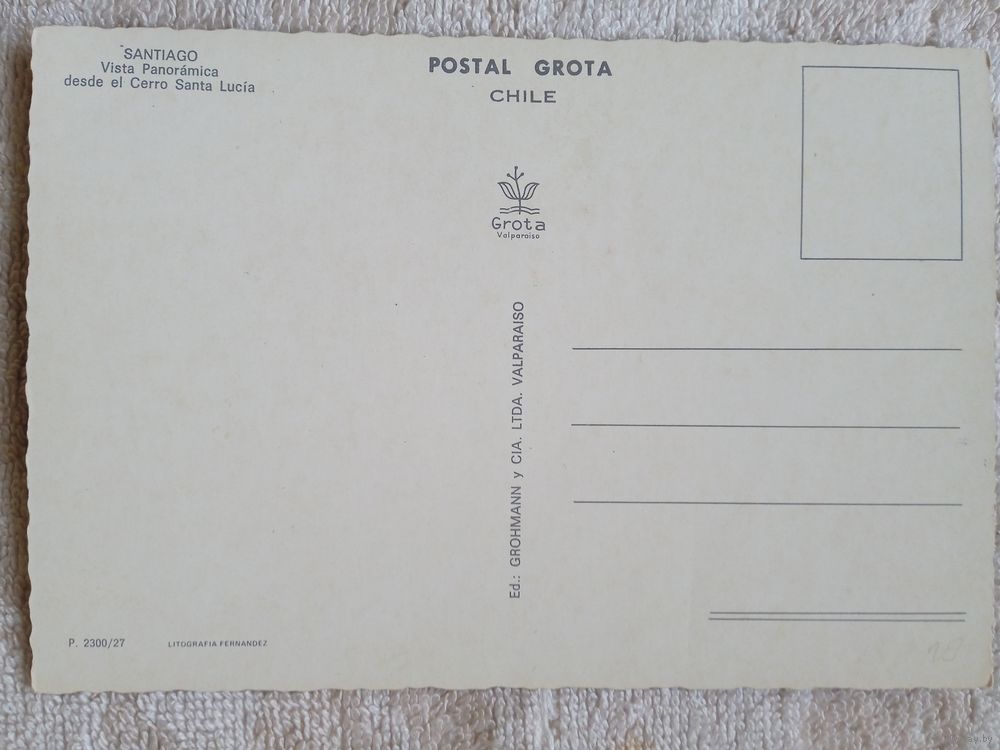 SANTIAGO
Vista Panorámica
desde el Cerro Santa Lucía
POSTAL GROTA
CHILE
Grota
Valparaiso
Ed.: GROHMANN y CIA. LTDA. VALPARAISO
P. 2300/27
LITOGRAFIA FERNANDEZ